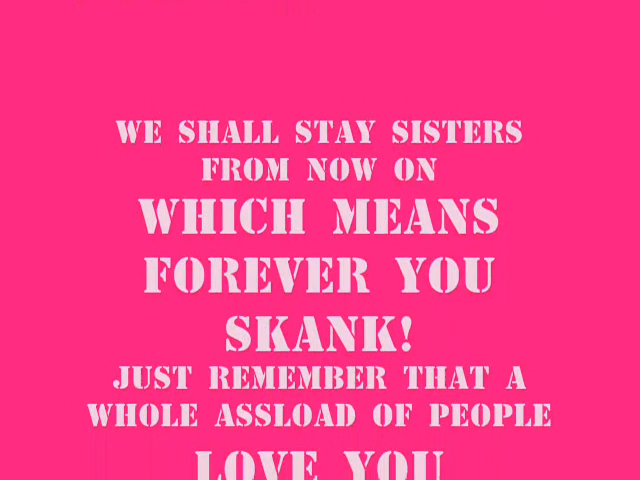 WE SHALL STAY SISTERS
FROM NOW ON
WHICH MEANS
FOREVER YOU
SKANK!
JUST REMEMBER THAT A
WHOLE ASSLOAD OF PEOPLE
LOVE YOU